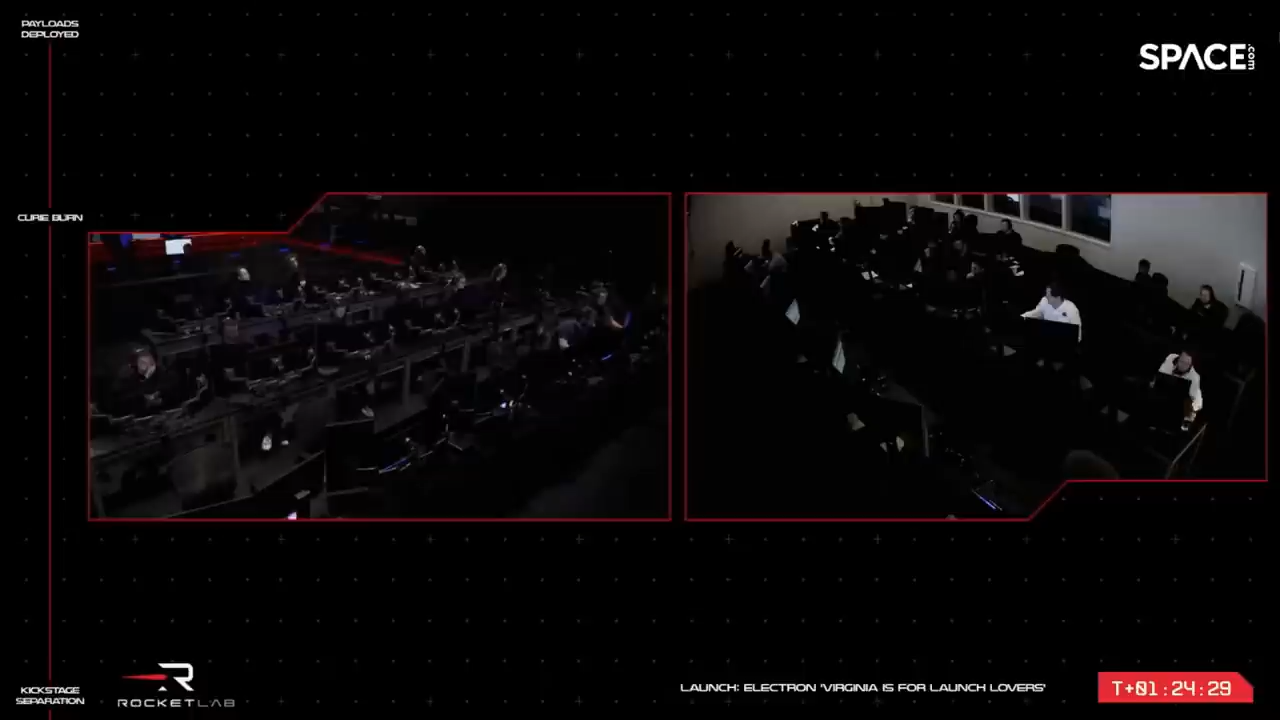 PAYLOADS
DEPLOYED
SPACE.com
CURIE BURN
KICKSTAGE
SEPARATION
ROCKETLAB
LAUNCH: ELECTRON 'VIRGINIA IS FOR LAUNCH LOVERS'
T+01:24:29